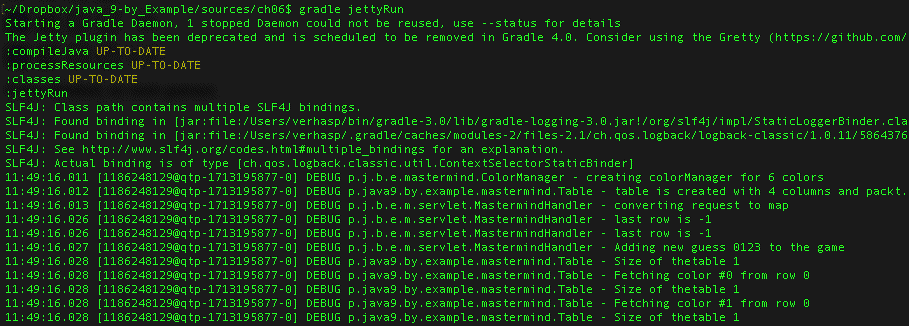 ~/Dropbox/java_9-by_Example/sources/ch06$ gradle jettyRun
Starting a Gradle Daemon, 1 stopped Daemon could not be reused, use --status for details
The Jetty plugin has been deprecated and is scheduled to be removed in Gradle 4.0. Consider using the Gretty (https://github.com/
:compileJava UP-TO-DATE
:processResources UP-TO-DATE
:classes UP-TO-DATE
:jettyRun
SLF4J: Class path contains multiple SLF4J bindings.
SLF4J: Found binding in [jar:file:/Users/verhasp/bin/gradle-3.0/lib/gradle-logging-3.0.jar!/org/slf4j/impl/StaticLoggerBinder.cla
SLF4J: Found binding in [jar:file:/Users/verhasp/.gradle/caches/modules-2/files-2.1/ch.qos.logback/logback-classic/1.0.11/5864376
SLF4J: See http://www.slf4j.org/codes.html#multiple_bindings for an explanation.
SLF4J: Actual binding is of type [ch.qos.logback.classic.util.ContextSelectorStaticBinder]
11:49:16.011 [1186248129@qtp-1713195877-0] DEBUG p.j.b.e.mastermind.ColorManager - creating colorManager for 6 colors
11:49:16.012 [1186248129@qtp-1713195877-0] DEBUG p.java9.by.example.mastermind.Table - table is created with 4 columns and packt.
11:49:16.013 [1186248129@qtp-1713195877-0] DEBUG p.j.b.e.m.servlet.MastermindHandler - converting request to map
11:49:16.026 [1186248129@qtp-1713195877-0] DEBUG p.j.b.e.m.servlet.MastermindHandler - last row is -1
11:49:16.026 [1186248129@qtp-1713195877-0] DEBUG p.j.b.e.m.servlet.MastermindHandler - last row is -1
11:49:16.027 [1186248129@qtp-1713195877-0] DEBUG p.j.b.e.m.servlet.MastermindHandler - Adding new guess 0123 to the game
11:49:16.028 [1186248129@qtp-1713195877-0] DEBUG p.java9.by.example.mastermind.Table - Size of thetable 1
11:49:16.028 [1186248129@qtp-1713195877-0] DEBUG p.java9.by.example.mastermind.Table - Fetching color #0 from row 0
11:49:16.028 [1186248129@qtp-1713195877-0] DEBUG p.java9.by.example.mastermind.Table - Size of thetable 1
11:49:16.028 [1186248129@qtp-1713195877-0] DEBUG p.java9.by.example.mastermind.Table - Fetching color #1 from row 0
11:49:16.028 [1186248129@qtp-1713195877-0] DEBUG p.java9.by.example.mastermind.Table - Size of thetable 1